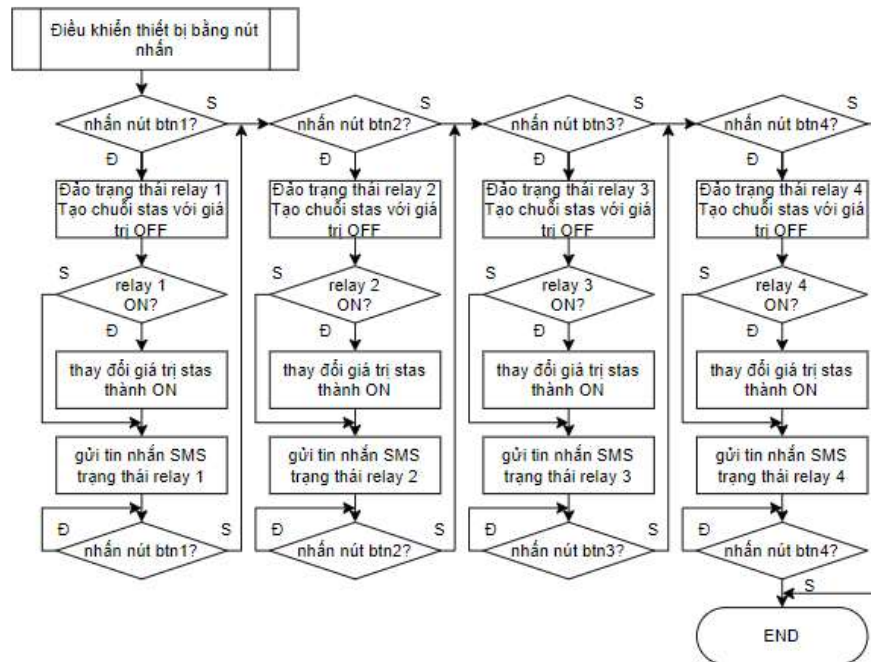 Điều khiển thiết bị bằng nút
nhấn
nhấn nút btn1?
S
Đ
Đảo trạng thái relay 1
Tạo chuỗi stas với giá
trị OFF
S
relay 1
ON?
Đ
thay đổi giá trị stas
thành ON
gửi tin nhắn SMS
trạng thái relay 1
Đ
nhấn nút btn1?
S
nhấn nút btn2?
S
Đ
Đảo trạng thái relay 2
Tạo chuỗi stas với giá
trị OFF
S
relay 2
ON?
Đ
thay đổi giá trị stas
thành ON
gửi tin nhắn SMS
trạng thái relay 2
Đ
nhấn nút btn2?
S
nhấn nút btn3?
S
Đ
Đảo trạng thái relay 3
Tạo chuỗi stas với giá
trị OFF
S
relay 3
ON?
Đ
thay đổi giá trị stas
thành ON
gửi tin nhắn SMS
trạng thái relay 3
Đ
nhấn nút btn3?
S
nhấn nút btn4?
S
Đ
Đảo trạng thái relay 4
Tạo chuỗi stas với giá
trị OFF
S
relay 4
ON?
Đ
thay đổi giá trị stas
thành ON
gửi tin nhắn SMS
trạng thái relay 4
Đ
nhấn nút btn4?
S
END